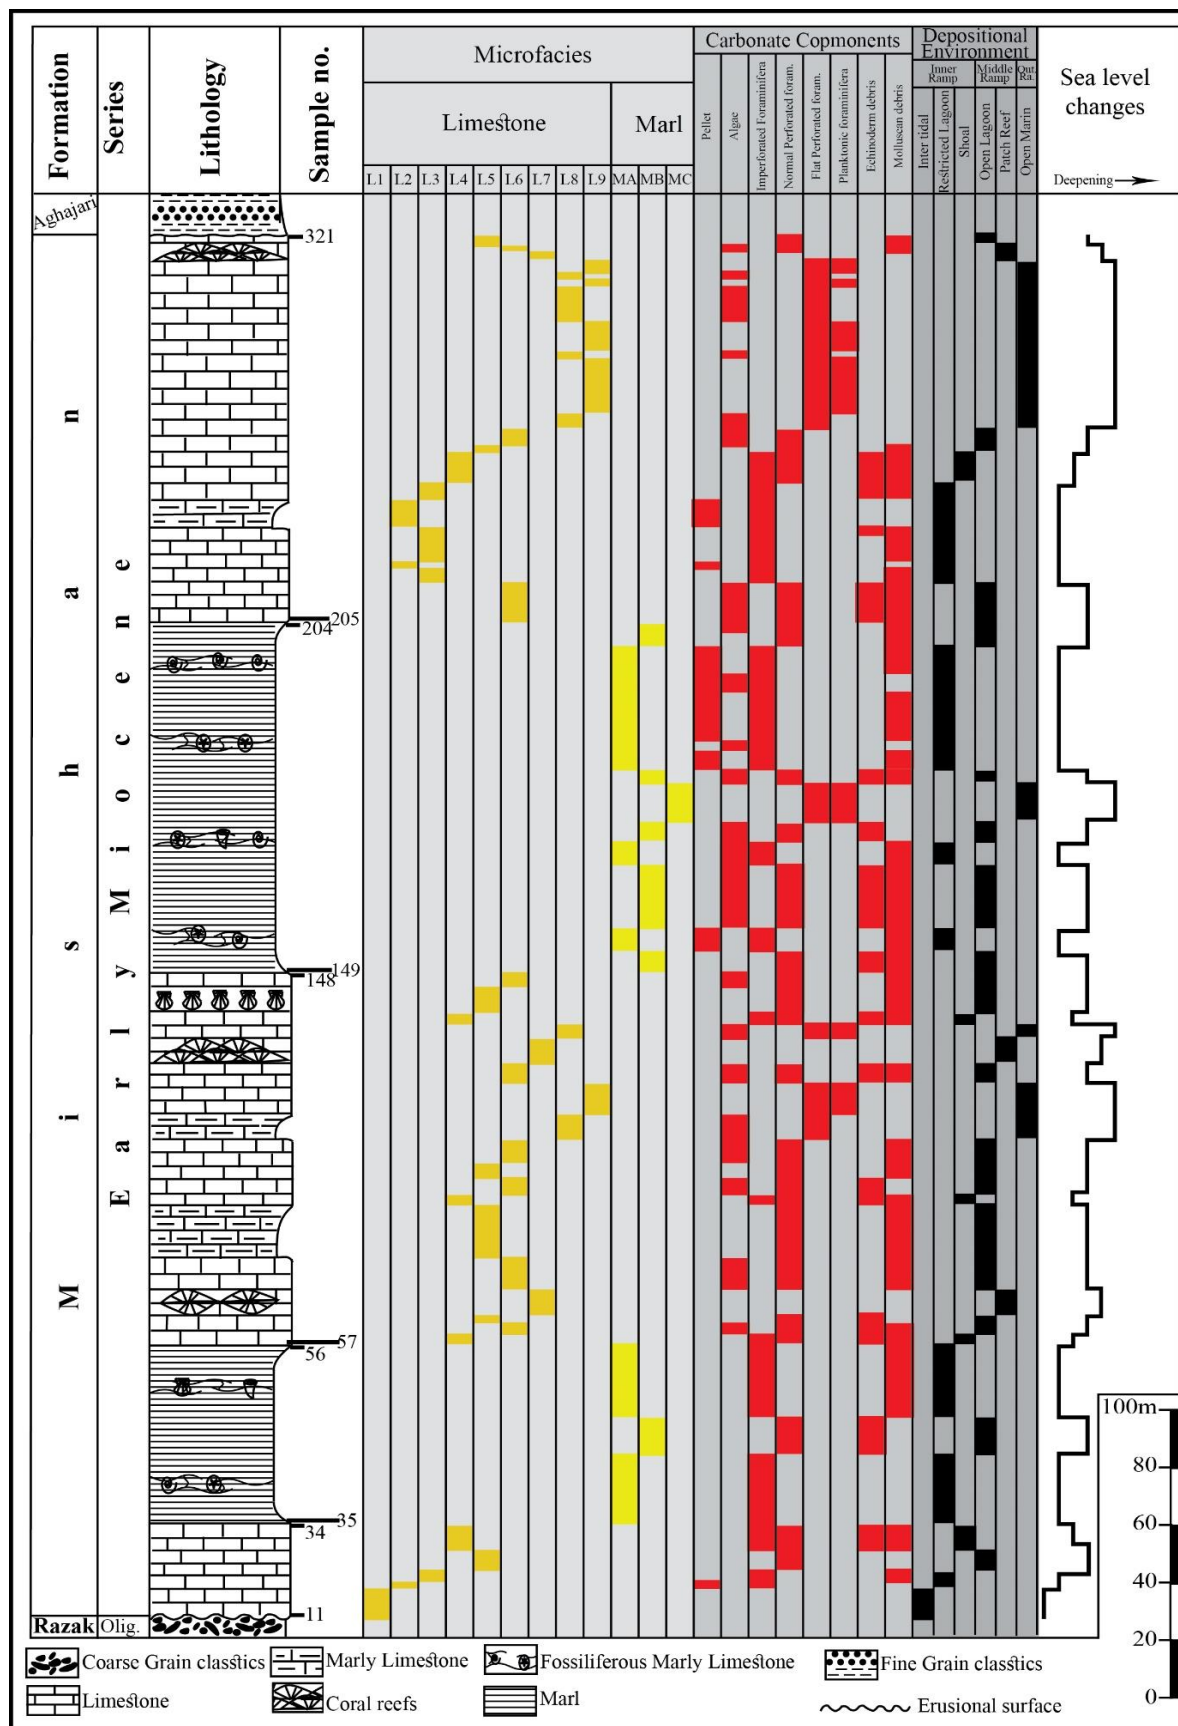 Formation
Series
Lithology
Sample no.
Microfacies
Limestone
Marl
L1 L2 L3 L4 L5 L6 L7 L8 L9 MA MB MC
Carbonate Copmonents
Pellet
Algae
Imperforated Foraminifera
Normal Perforated foram.
Flat Perforated foram.
Planktonic foraminifera
Echinoderm debris
Molluscan debris
Depositional
Environment
Inner
Ramp
Middle
Ramp
Out.
Ra.
Inter tidal
Restricted Lagoon
Shoal
Open Lagoon
Patch Reef
Open Marin
Sea level
changes
Deepening
Aghajari
Mishan
Razak
Early Miocene
Olig.
321
205
204
149
148
57
56
35
34
11
100m
80
60
40
20
0
Coarse Grain classtics
Marly Limestone
Fossiliferous Marly Limestone
Fine Grain classtics
Limestone
Coral reefs
Marl
Erusional surface